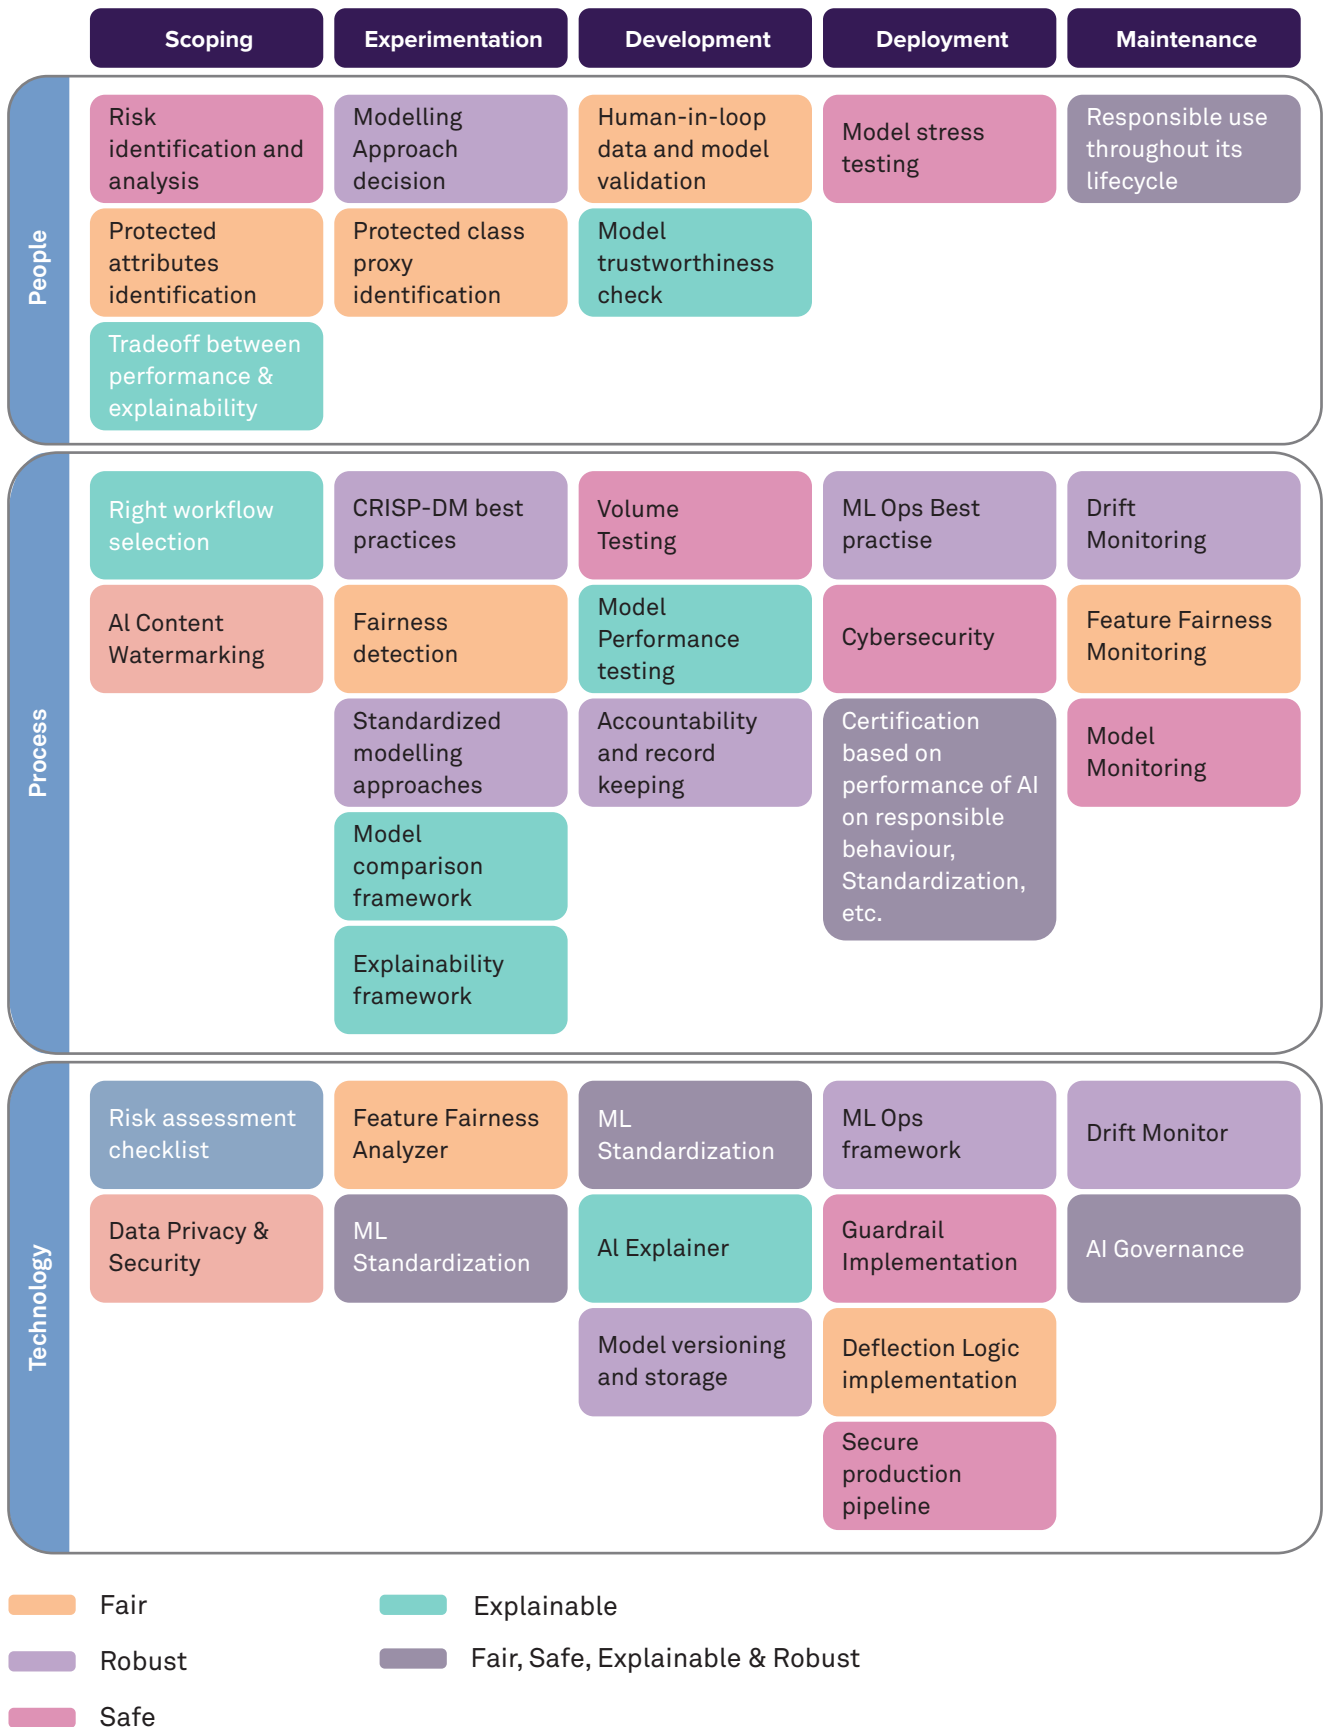 Scoping
Experimentation
Development
Deployment
Maintenance
People
Risk
identification and
analysis
Modelling
Approach
decision
Human-in-loop
data and model
validation
Model stress
testing
Responsible use
throughout its
lifecycle
Protected
attributes
identification
Protected class
proxy
identification
Model
trustworthiness
check
Tradeoff between
performance &
explainability
Process
Right workflow
selection
CRISP-DM best
practices
Volume
Testing
ML Ops Best
practise
Drift
Monitoring
AI Content
Watermarking
Fairness
detection
Model
Performance
testing
Cybersecurity
Feature Fairness
Monitoring
Standardized
modelling
approaches
Accountability
and record
keeping
Certification
based on
performance of AI
on responsible
behaviour,
Standardization,
etc.
Model
Monitoring
Model
comparison
framework
Explainability
framework
Technology
Risk assessment
checklist
Feature Fairness
Analyzer
ML
Standardization
ML Ops
framework
Drift Monitor
Data Privacy &
Security
ML
Standardization
AI Explainer
Guardrail
Implementation
AI Governance
Model versioning
and storage
Deflection Logic
implementation
Secure
production
pipeline
Fair
Explainable
Robust
Fair, Safe, Explainable & Robust
Safe